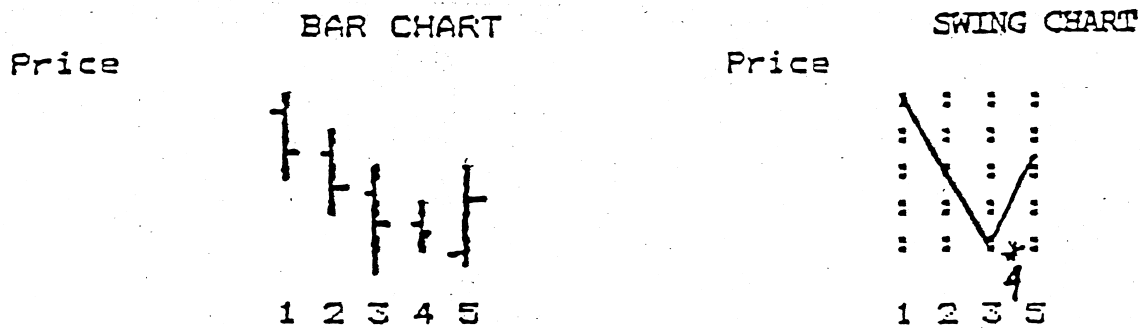 BAR CHART
SWING CHART
Price
Price
1 2 3 4 5
4
1 2 3 5